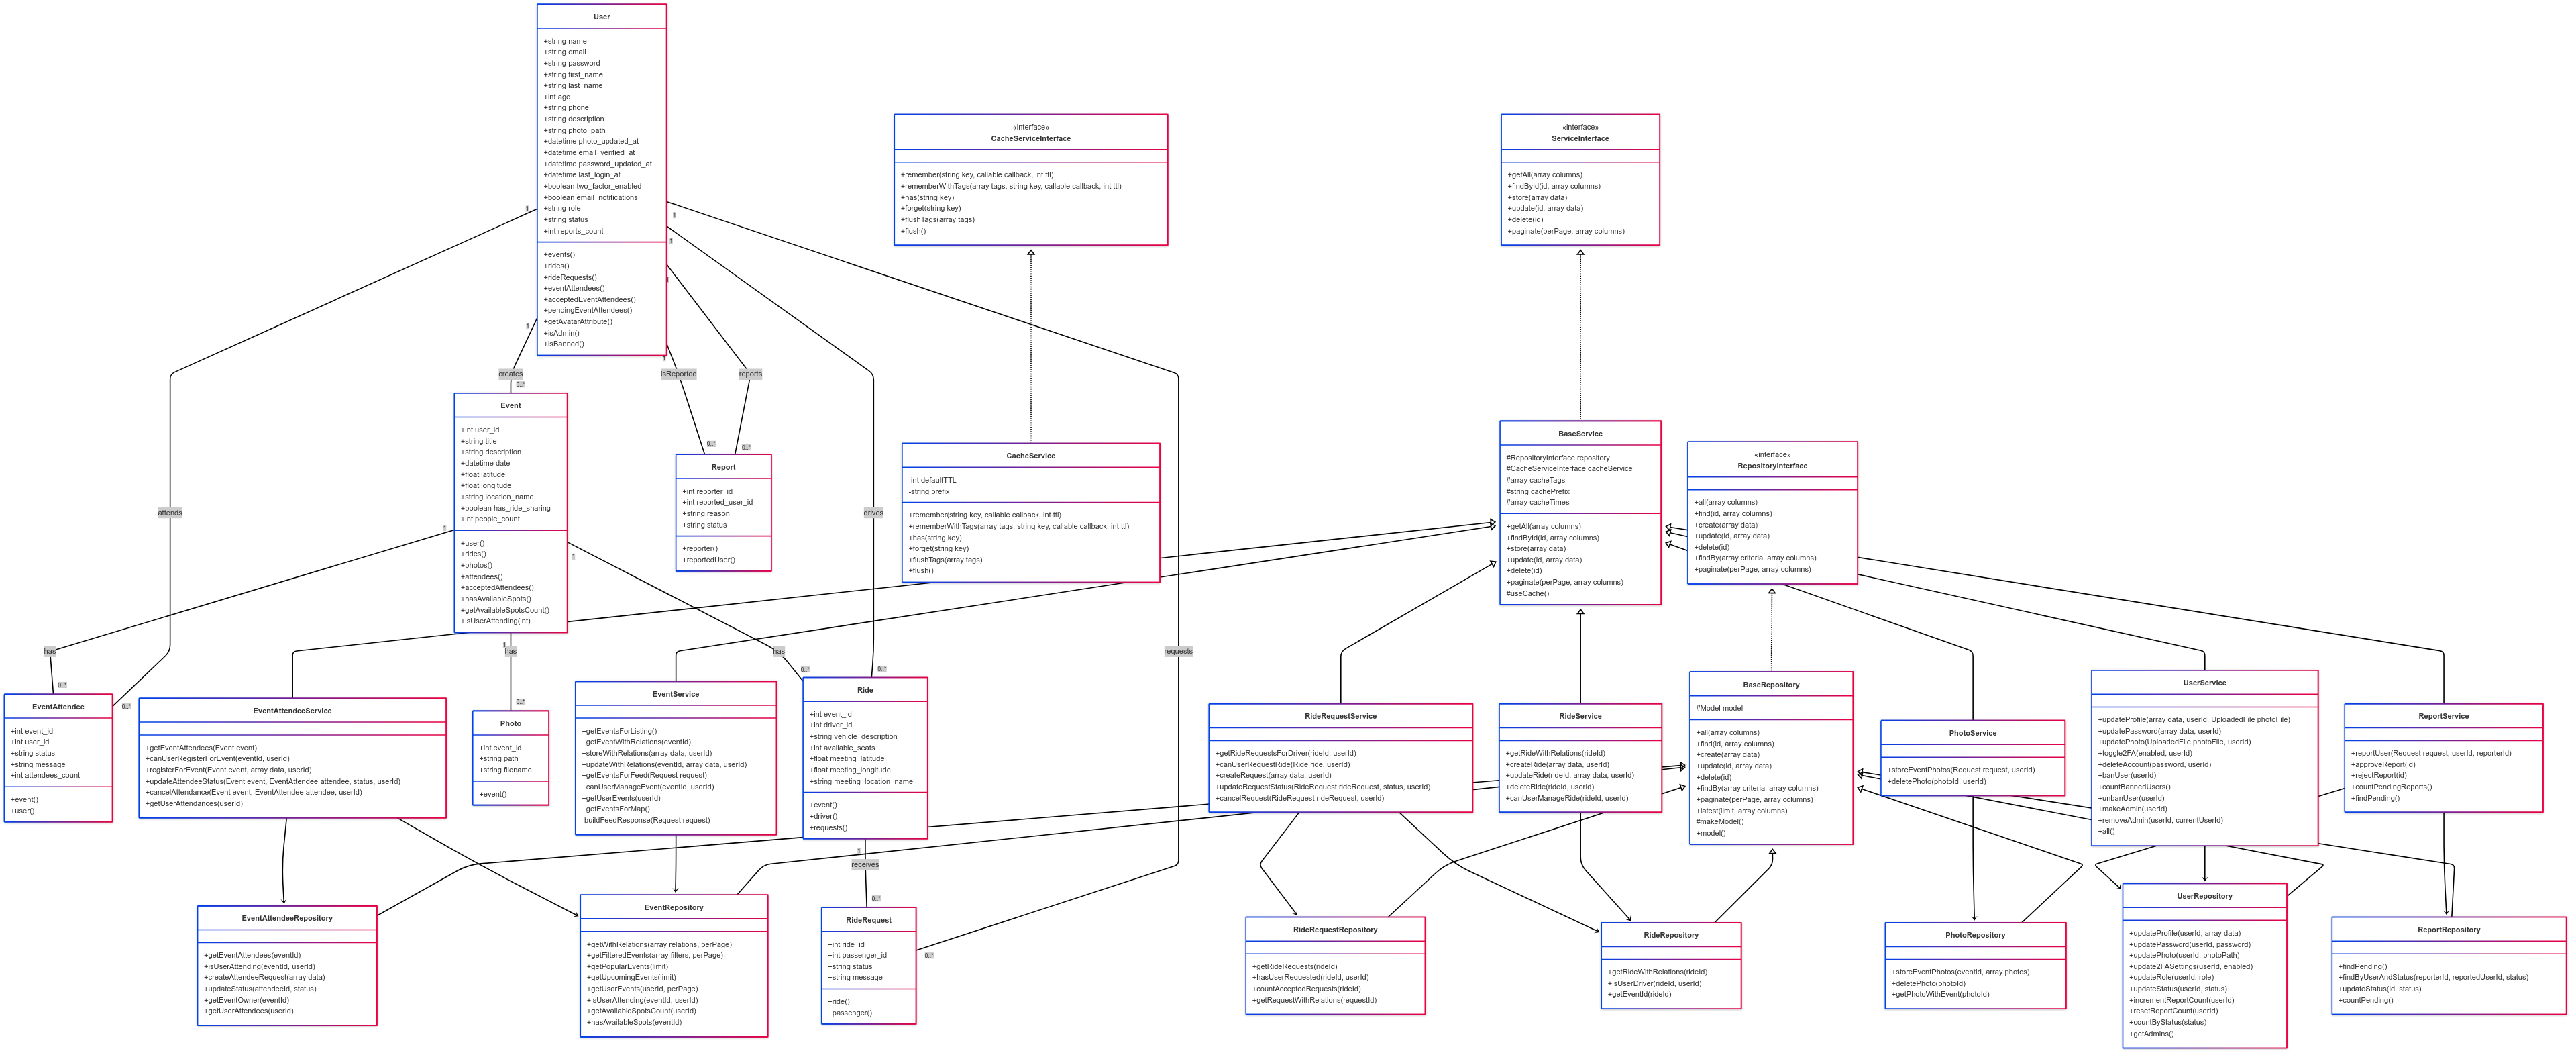 User
+string name
+string email
+string password
+string first_name
+string last_name
+int age
+string phone
+string description
+string photo_path
+datetime photo_updated_at
+datetime email_verified_at
+datetime password_updated_at
+datetime last_login_at
+boolean two_factor_enabled
+boolean email_notifications
+string role
+string status
+int reports_count
+events()
+rides()
+rideRequests()
+eventAttendees()
+acceptedEventAttendees()
+pendingEventAttendees()
+getAvatarAttribute()
+isAdmin()
+isBanned()
«interface»
CacheServiceInterface
+remember(string key, callable callback, int ttl)
+rememberWithTags(array tags, string key, callable callback, int ttl)
+has(string key)
+forget(string key)
+flushTags(array tags)
+flush()
«interface»
ServiceInterface
+getAll(array columns)
+findById(id, array columns)
+store(array data)
+update(id, array data)
+delete(id)
+paginate(perPage, array columns)
1
1
1
1
1
1
creates
isReported
reports
0..*
0..*
0..*
Event
+int user_id
+string title
+string description
+datetime date
+float latitude
+float longitude
+string location_name
+boolean has_ride_sharing
+int people_count
+user()
+rides()
+photos()
+attendees()
+acceptedAttendees()
+hasAvailableSpots()
+getAvailableSpotsCount()
+isUserAttending(int)
Report
+int reporter_id
+int reported_user_id
+string reason
+string status
+reporter()
+reportedUser()
CacheService
-int defaultTTL
-string prefix
+remember(string key, callable callback, int ttl)
+rememberWithTags(array tags, string key, callable callback, int ttl)
+has(string key)
+forget(string key)
+flushTags(array tags)
+flush()
BaseService
#RepositoryInterface repository
#CacheServiceInterface cacheService
#array cacheTags
#string cachePrefix
#array cacheTimes
+getAll(array columns)
+findById(id, array columns)
+store(array data)
+update(id, array data)
+delete(id)
+paginate(perPage, array columns)
#useCache()
«interface»
RepositoryInterface
+all(array columns)
+find(id, array columns)
+create(array data)
+update(id, array data)
+delete(id)
+findBy(array criteria, array columns)
+paginate(perPage, array columns)
attends
drives
1
1
1
has
has
has
requests
0..*
0..*
0..*
0..*
0..*
EventAttendee
+int event_id
+int user_id
+string status
+string message
+int attendees_count
+event()
+user()
EventAttendeeService
+getEventAttendees(Event event)
+canUserRegisterForEvent(eventId, userId)
+registerForEvent(Event event, array data, userId)
+updateAttendeeStatus(Event event, EventAttendee attendee, status, userId)
+cancelAttendance(Event event, EventAttendee attendee, userId)
+getUserAttendances(userId)
Photo
+int event_id
+string path
+string filename
+event()
EventService
+getEventsForListing()
+getEventWithRelations(eventId)
+storeWithRelations(array data, userId)
+updateWithRelations(eventId, array data, userId)
+getEventsForFeed(Request request)
+canUserManageEvent(eventId, userId)
+getUserEvents(userId)
+getEventsForMap()
-buildFeedResponse(Request request)
Ride
+int event_id
+int driver_id
+string vehicle_description
+int available_seats
+float meeting_latitude
+float meeting_longitude
+string meeting_location_name
+event()
+driver()
+requests()
RideRequestService
+getRideRequestsForDriver(rideId, userId)
+canUserRequestRide(Ride ride, userId)
+createRequest(array data, userId)
+updateRequestStatus(RideRequest rideRequest, status, userId)
+cancelRequest(RideRequest rideRequest, userId)
RideService
+getRideWithRelations(rideId)
+createRide(array data, userId)
+updateRide(rideId, array data, userId)
+deleteRide(rideId, userId)
+canUserManageRide(rideId, userId)
BaseRepository
#Model model
+all(array columns)
+find(id, array columns)
+create(array data)
+update(id, array data)
+delete(id)
+findBy(array criteria, array columns)
+paginate(perPage, array columns)
+latest(limit, array columns)
#makeModel()
+model()
PhotoService
+storeEventPhotos(Request request, userId)
+deletePhoto(photoId, userId)
UserService
+updateProfile(array data, userId, UploadedFile photoFile)
+updatePassword(array data, userId)
+updatePhoto(UploadedFile photoFile, userId)
+toggle2FA(enabled, userId)
+deleteAccount(password, userId)
+banUser(userId)
+countBannedUsers()
+unbanUser(userId)
+makeAdmin(userId)
+removeAdmin(userId, currentUserId)
+all()
ReportService
+reportUser(Request request, userId, reporterId)
+approveReport(id)
+rejectReport(id)
+countPendingReports()
+findPending()
1
receives
0..*
0..*
EventAttendeeRepository
+getEventAttendees(eventId)
+isUserAttending(eventId, userId)
+createAttendeeRequest(array data)
+updateStatus(attendeeId, status)
+getEventOwner(eventId)
+getUserAttendees(userId)
EventRepository
+getWithRelations(array relations, perPage)
+getFilteredEvents(array filters, perPage)
+getPopularEvents(limit)
+getUpcomingEvents(limit)
+getUserEvents(userId, perPage)
+isUserAttending(eventId, userId)
+getAvailableSpotsCount(userId)
+hasAvailableSpots(eventId)
RideRequest
+int ride_id
+int passenger_id
+string status
+string message
+ride()
+passenger()
RideRequestRepository
+getRideRequests(rideId)
+hasUserRequested(rideId, userId)
+countAcceptedRequests(rideId)
+getRequestWithRelations(requestId)
RideRepository
+getRideWithRelations(rideId)
+isUserDriver(rideId, userId)
+getEventId(rideId)
PhotoRepository
+storeEventPhotos(eventId, array photos)
+deletePhoto(photoId)
+getPhotoWithEvent(photoId)
UserRepository
+updateProfile(userId, array data)
+updatePassword(userId, password)
+updatePhoto(userId, photoPath)
+update2FASettings(userId, enabled)
+updateRole(userId, role)
+updateStatus(userId, status)
+incrementReportCount(userId)
+resetReportCount(userId)
+countByStatus(status)
+getAdmins()
ReportRepository
+findPending()
+findByUserAndStatus(reporterId, reportedUserId, status)
+updateStatus(id, status)
+countPending()